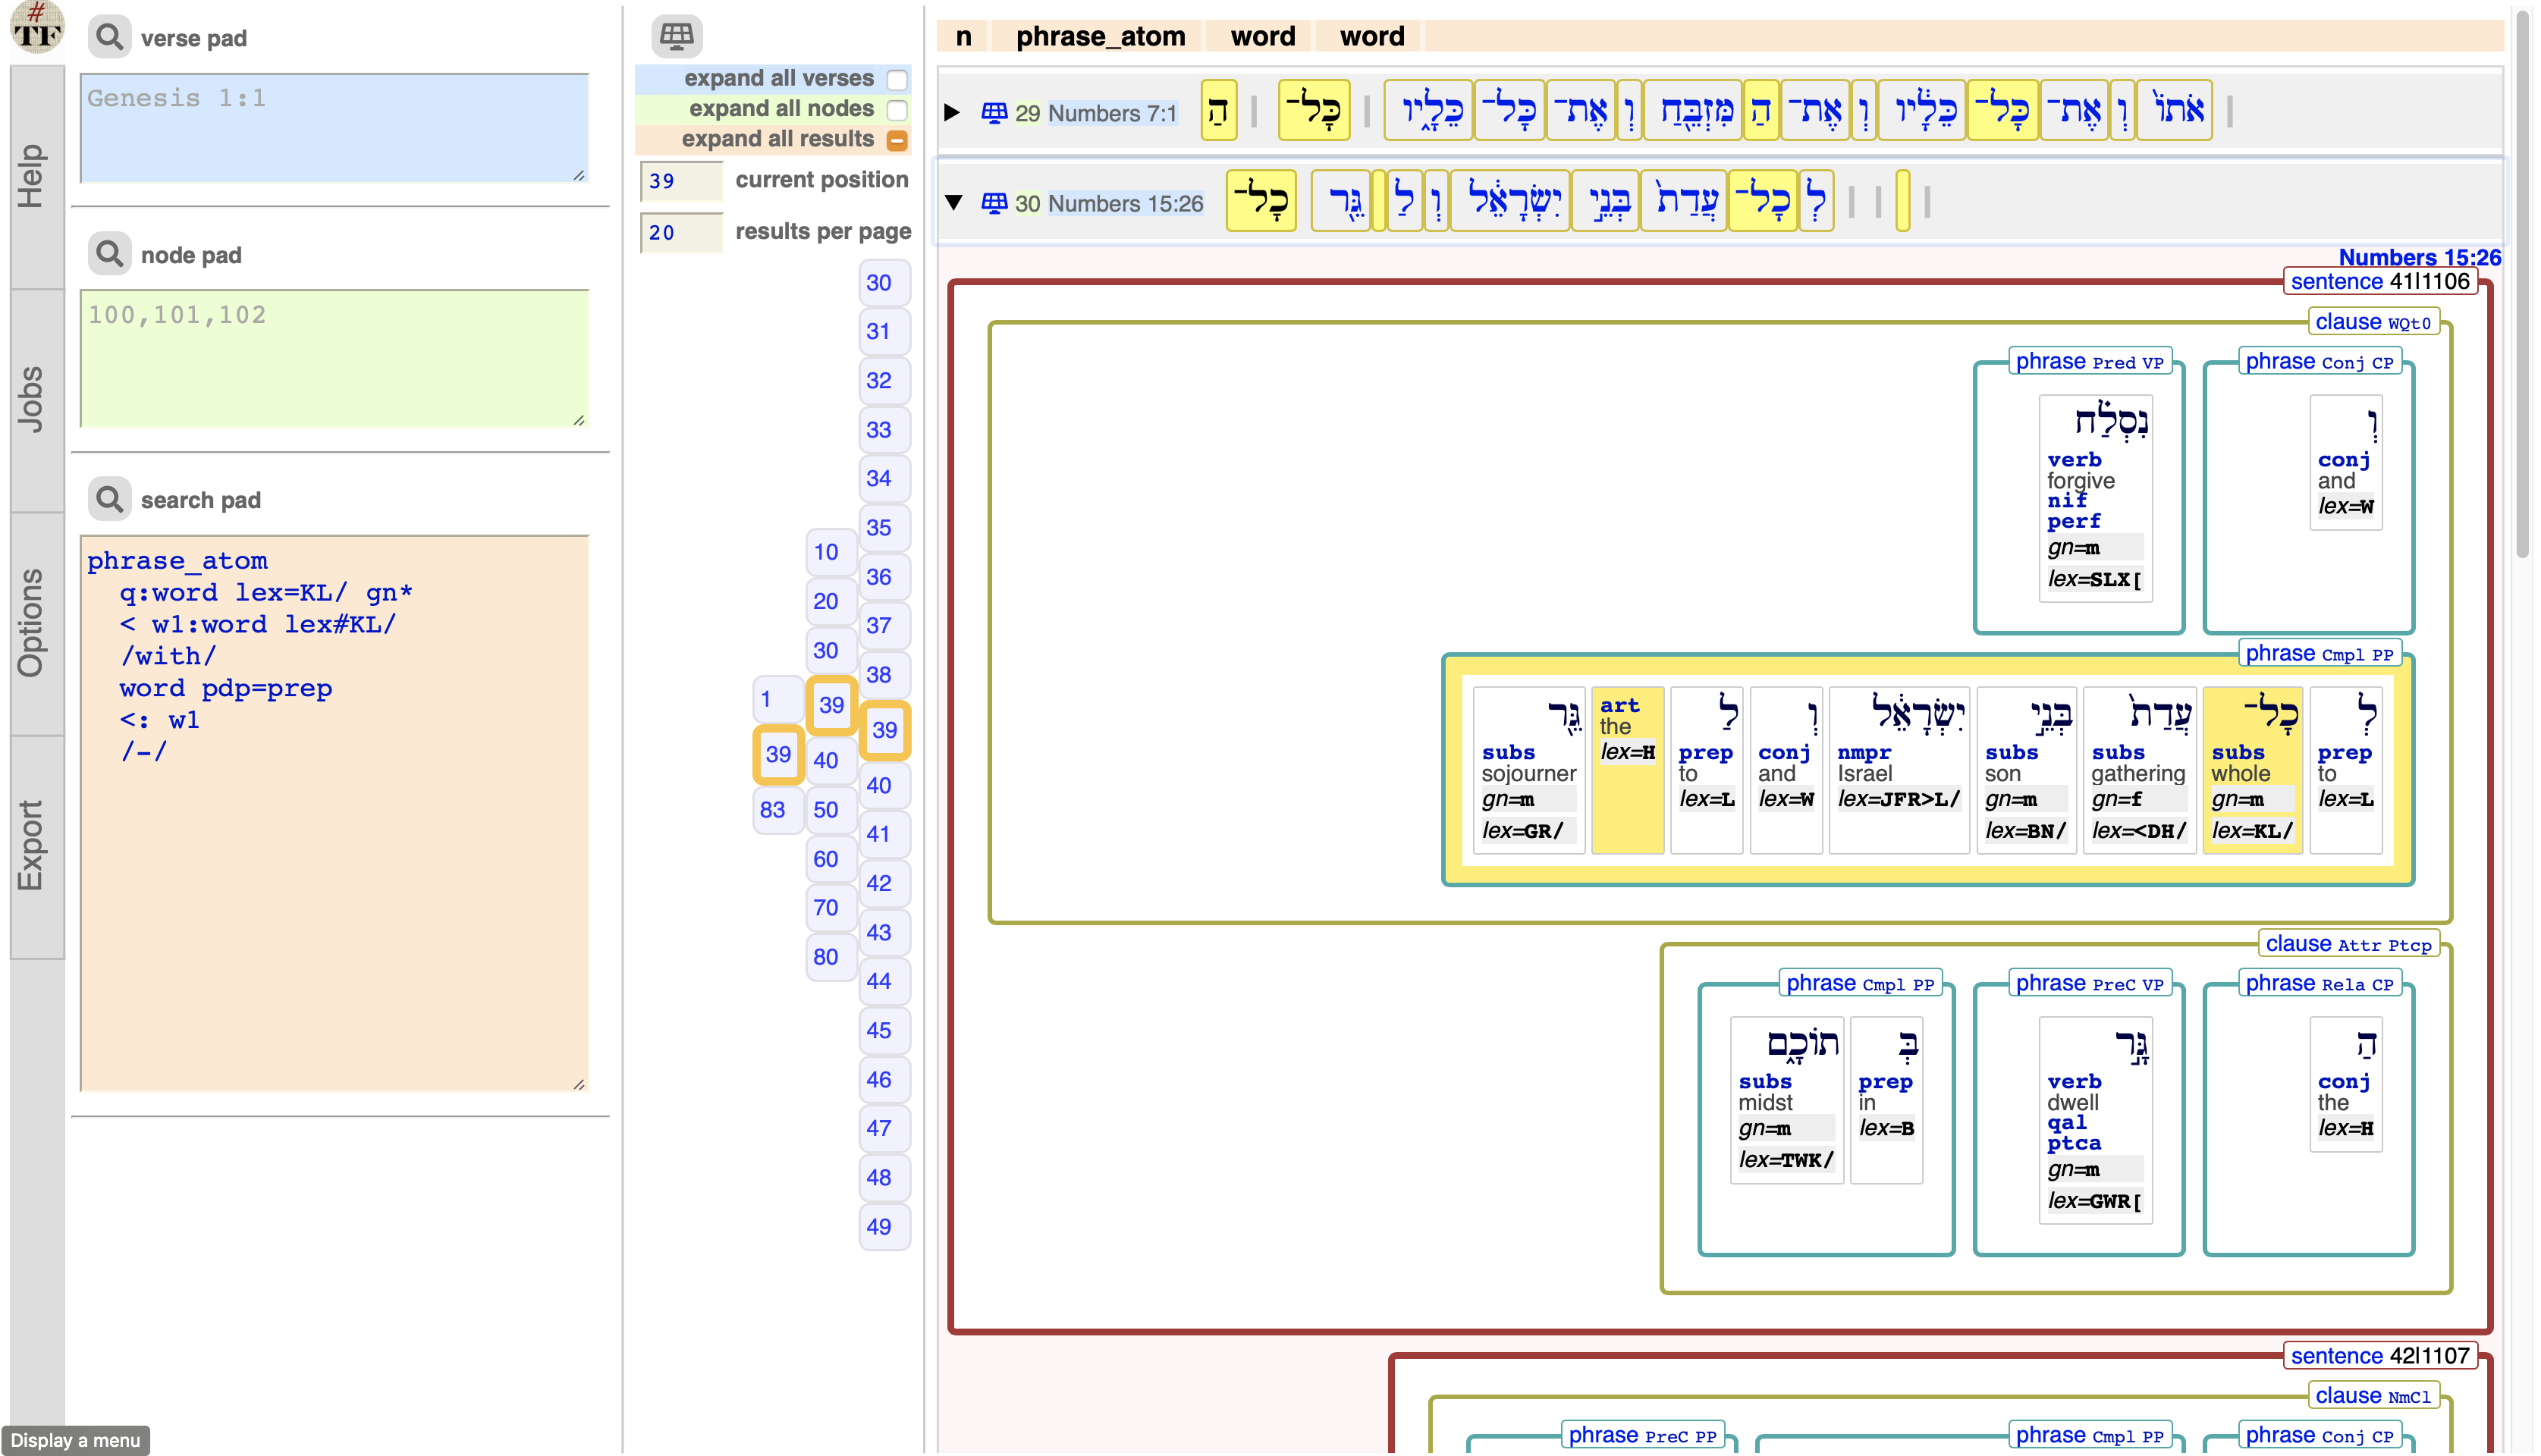 #
TF
Help
Jobs
Options
Export
verse pad
Genesis 1:1
node pad
100,101,102
search pad
phrase_atom
q:word lex=KL/ gn*
< w1:word lex#KL/
/with/
word pdp=prep
<: w1
/-/
Display a menu
expand all verses
expand all nodes
expand all results
39 current position
20 results per page
1
39
83
10
20
30
39
40
50
60
70
80
30
31
32
33
34
35
36
37
38
39
40
41
42
43
44
45
46
47
48
49
n phrase_atom word word
29 Numbers 7:1 הַ | כָּל־ | אֹתֹו֙ וְ אֶת־ כָּל־ כֵּלָ֔יו וְ אֶת־ הַ מִּזְבֵּ֖חַ וְ אֶת־ כָּל־ כֵּלָ֑יו |
30 Numbers 15:26 כָּל־ לְ כָל־ עֲדַת֙ בְּנֵ֣י יִשְׂרָאֵ֔ל וְ לַ גֵּ֖ר | | |
Numbers 15:26
sentence 41|1106
clause WQt0
phrase Conj CP
וְ
conj
and
lex=W
phrase Pred VP
נִסְלַ֗ח
verb
forgive
nif
perf
gn=m
lex=SLX[
phrase Cmpl PP
לְ
prep
to
lex=L
כָל־
subs
whole
gn=m
lex=KL/
עֲדַת֙
subs
gathering
gn=f
lex=<DH/
בְּנֵ֣י
subs
son
gn=m
lex=BN/
יִשְׂרָאֵ֔ל
nmpr
Israel
lex=JFR>L/
וְ
conj
and
lex=W
לַ
prep
to
lex=L
art
the
lex=H
גֵּ֖ר
subs
sojourner
gn=m
lex=GR/
clause Attr Ptcp
phrase Rela CP
הַ
conj
the
lex=H
phrase PreC VP
גָּ֣ר
verb
dwell
qal
ptca
gn=m
lex=GWR[
phrase Cmpl PP
בְּ
prep
in
lex=B
תֹוכָ֑ם
subs
midst
gn=m
lex=TWK/
sentence 42|1107
clause NmCl
phrase Conj CP
phrase Cmpl PP
phrase PreC PP